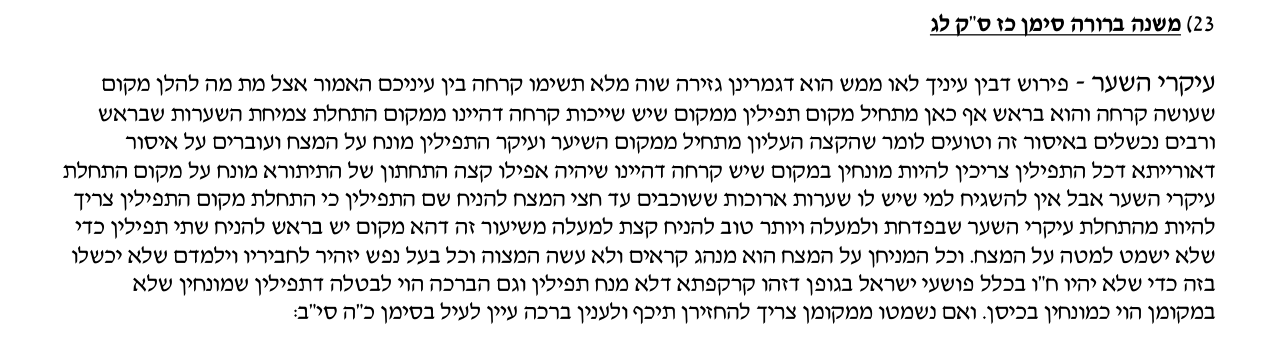 23) משנה ברורה סימן כז ס"ק לג
עיקרי השער - פירוש דבין עיניך לאו ממש הוא דגמרינן גזירה שוה מלא תשימו קרחה בין עיניכם האמור אצל מת מה להלן מקום
שעושה קרחה והוא בראש אף כאן מתחיל מקום תפילין ממקום שיש שייכות קרחה דהיינו ממקום התחלת צמיחת השערות שבראש
ורבים נכשלים באיסור זה וטועים לומר שהקצה העליון מתחיל ממקום השיער ועיקר התפילין מונח על המצח ועוברים על איסור
דאורייתא דכל התפילין צריכין להיות מונחין במקום שיש קרחה דהיינו שיהיה אפילו קצה התחתון של התיתורא מונח על מקום התחלת
עיקרי השער אבל אין להשגיח למי שיש לו שערות ארוכות ששוכבים עד חצי המצח להניח שם התפילין כי התחלת מקום התפילין צריך
להיות מהתחלת עיקרי השער שבפדחת ולמעלה ויותר טוב להניח קצת למעלה משיעור זה דהא מקום יש בראש להניח שתי תפילין כדי
שלא ישמט למטה על המצח. וכל המניחן על המצח הוא מנהג קראים ולא עשה המצוה וכל בעל נפש יזהיר לחביריו וילמדם שלא יכשלו
בזה כדי שלא יהיו ח"ו בכלל פושעי ישראל בגופן דזהו קרקפתא דלא מנח תפילין וגם הברכה הוי לבטלה דתפילין שמונחין שלא
במקומן הוי כמונחין בכיסן. ואם נשמטו ממקומן צריך להחזירן תיכף ולענין ברכה עיין לעיל בסימן כ"ה סי"ב: